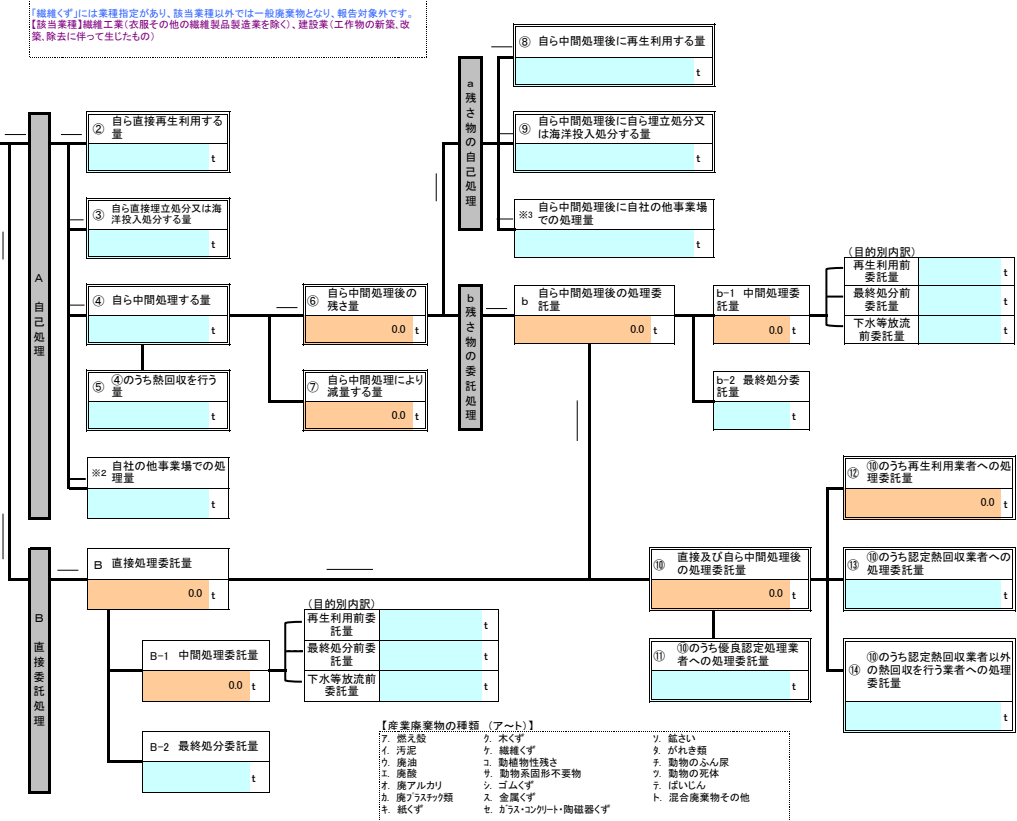 「繊維くず」には業種指定があり、該当業種以外では一般廃棄物となり、報告対象外です。
【該当業種】繊維工業(衣服その他の繊維製品製造業を除く)、建設業(工作物の新築、改
築、除去に伴って生じたもの)
⑧ 自ら中間処理後に再生利用する量
t
a 残さ物の自己処理
② 自ら直接再生利用する
量
t
⑨ 自ら中間処理後に自ら埋立処分又
は海洋投入処分する量
t
③ 自ら直接埋立処分又は海
洋投入処分する量
t
※3 自ら中間処理後に自社の他事業場
での処理量
t
A 自己処理
④ 自ら中間処理する量
t
⑥ 自ら中間処理後の
残さ量
0.0 t
b 残さ物の委託処理
b 自ら中間処理後の処理委
託量
0.0 t
b-1 中間処理委
託量
0.0 t
(目的別内訳)
再生利用前
委託量
t
最終処分前
委託量
t
下水等放流
前委託量
t
⑤ ④のうち熱回収を行う
量
t
⑦ 自ら中間処理により
減量する量
0.0 t
b-2 最終処分委
託量
t
※2 自社の他事業場での処
理量
t
⑫ ⑩のうち再生利用業者への処
理委託量
0.0 t
B 直接委託処理
B 直接処理委託量
0.0 t
⑩ 直接及び自ら中間処理後
の処理委託量
0.0 t
⑬ ⑩のうち認定熱回収業者への
処理委託量
t
(目的別内訳)
再生利用前委
託量
t
最終処分前委
託量
t
下水等放流前
委託量
t
B-1 中間処理委託量
0.0 t
⑪ ⑩のうち優良認定処理業
者への処理委託量
t
⑭ ⑩のうち認定熱回収業者以外
の熱回収を行う業者への処理
委託量
t
B-2 最終処分委託量
t
【産業廃棄物の種類 (ア~ト)】
ア. 燃え殻 ク. 木くず ソ. 鉱さい
イ. 汚泥 ケ. 繊維くず タ. がれき類
ウ. 廃油 コ. 動植物性残さ チ. 動物のふん尿
エ. 廃酸 サ. 動物系固形不要物 ツ. 動物の死体
オ. 廃アルカリ シ. ゴムくず テ. ばいじん
カ. 廃プラスチック類 ス. 金属くず ト. 混合廃棄物その他
キ. 紙くず セ. ガラス・コンクリート・陶磁器くず